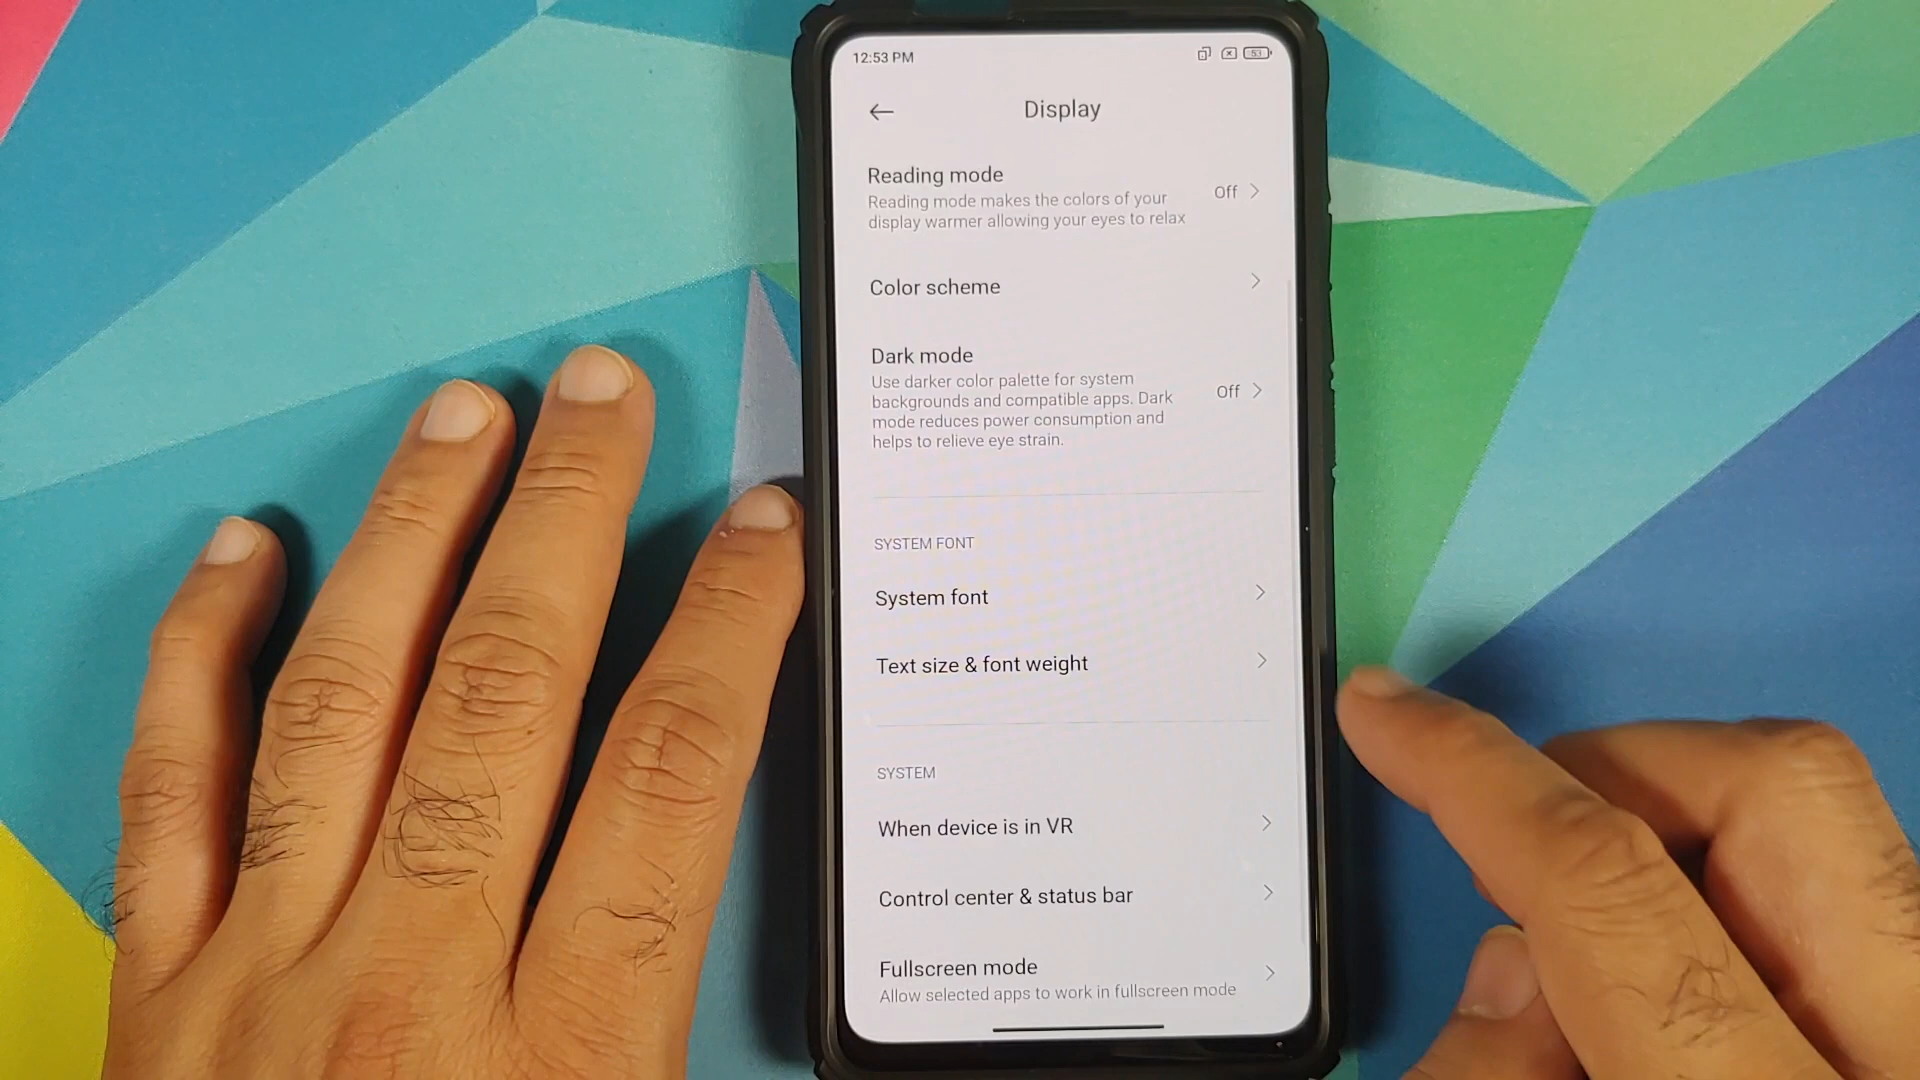 12:53 PM
53
Display
Reading mode
Reading mode makes the colors of your
display warmer allowing your eyes to relax
Off
Color scheme
Dark mode
Use darker color palette for system
backgrounds and compatible apps. Dark
mode reduces power consumption and
helps to relieve eye strain.
Off
SYSTEM FONT
System font
Text size & font weight
SYSTEM
When device is in VR
Control center & status bar
Fullscreen mode
Allow selected apps to work in fullscreen mode